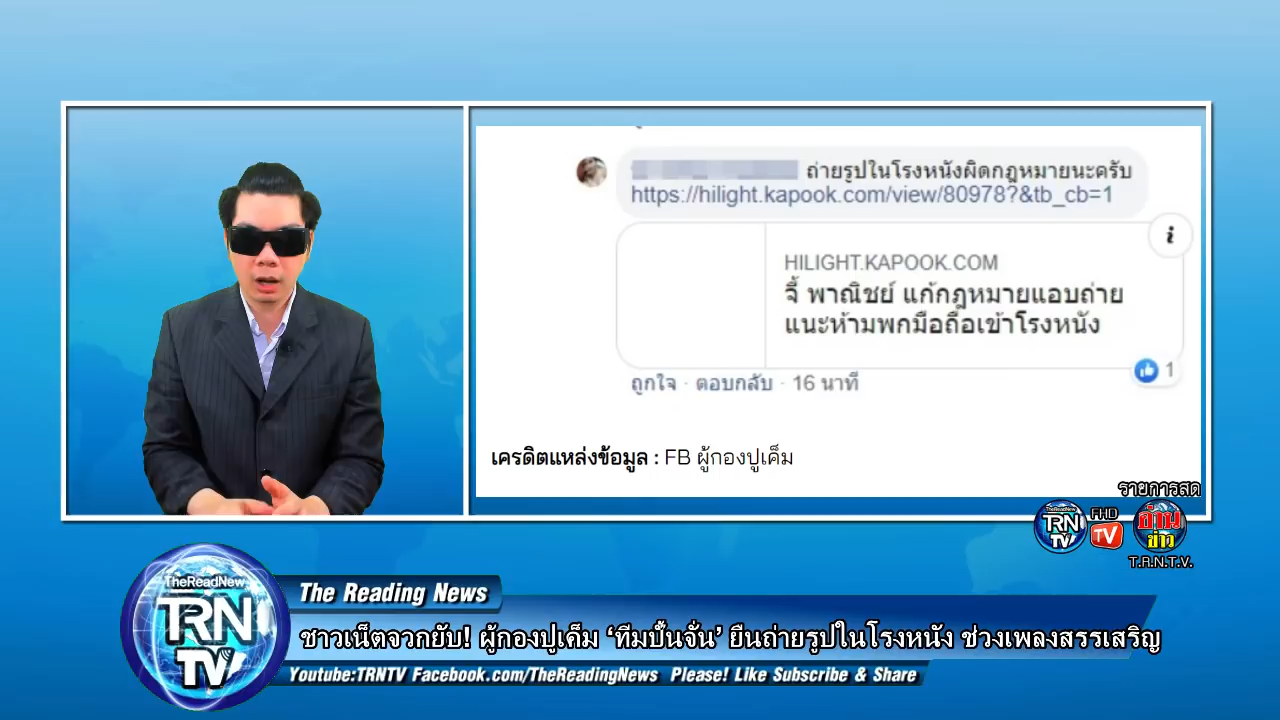 ถ่ายรูปในโรงหนังผิดกฎหมายนะครับ
https://hilight.kapook.com/view/80978?&tb_cb=1
i
HILIGHT.KAPOOK.COM
จี้ พาณิชย์ แก้กฎหมายแอบถ่าย
แนะห้ามพกมือถือเข้าโรงหนัง
1
ถูกใจ · ตอบกลับ · 16 นาที
เครดิตแหล่งข้อมูล : FB ผู้กองปูเค็ม
รายการสด
TheReadNew
TRN
TV
FHD
TV
อ่าน
ข่าว
T.R.N.T.V.
TheReadNew
TRN
TV
The Reading News
ชาวเน็ตจวกยับ! ผู้กองปูเค็ม ‘ทีมปั้นจั่น’ ยืนถ่ายรูปในโรงหนัง ช่วงเพลงสรรเสริญ
Youtube:TRNTV Facebook.com/TheReadingNews Please! Like Subscribe & Share